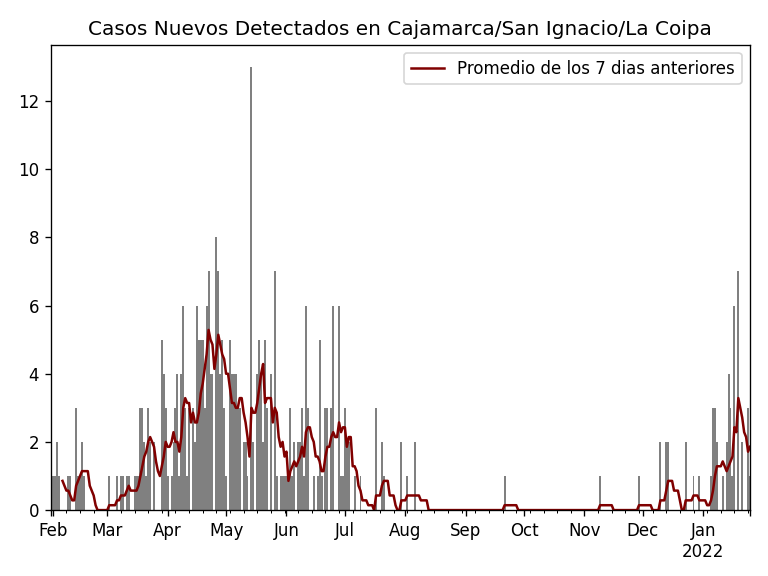 Casos Nuevos Detectados en Cajamarca/San Ignacio/La Coipa
Promedio de los 7 dias anteriores
12
10
8
6
4
2
0
Feb Mar Apr May Jun Jul Aug Sep Oct Nov Dec Jan
2022